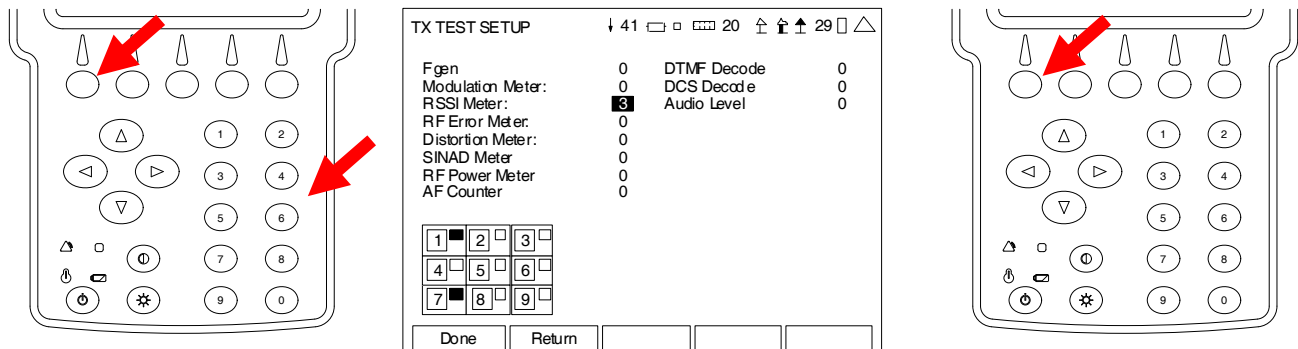 1 2
3 4
5 6
7 8
9 0
TX TEST SETUP 41 20 29
Fgen 0 DTMF Decode 0
Modulation Meter: 0 DCS Decode 0
RSSI Meter: 3 Audio Level 0
RF Error Meter: 0
Distortion Meter: 0
SINAD Meter 0
RF Power Meter 0
AF Counter 0
1 2 3
4 5 6
7 8 9
Done Return
1 2
3 4
5 6
7 8
9 0